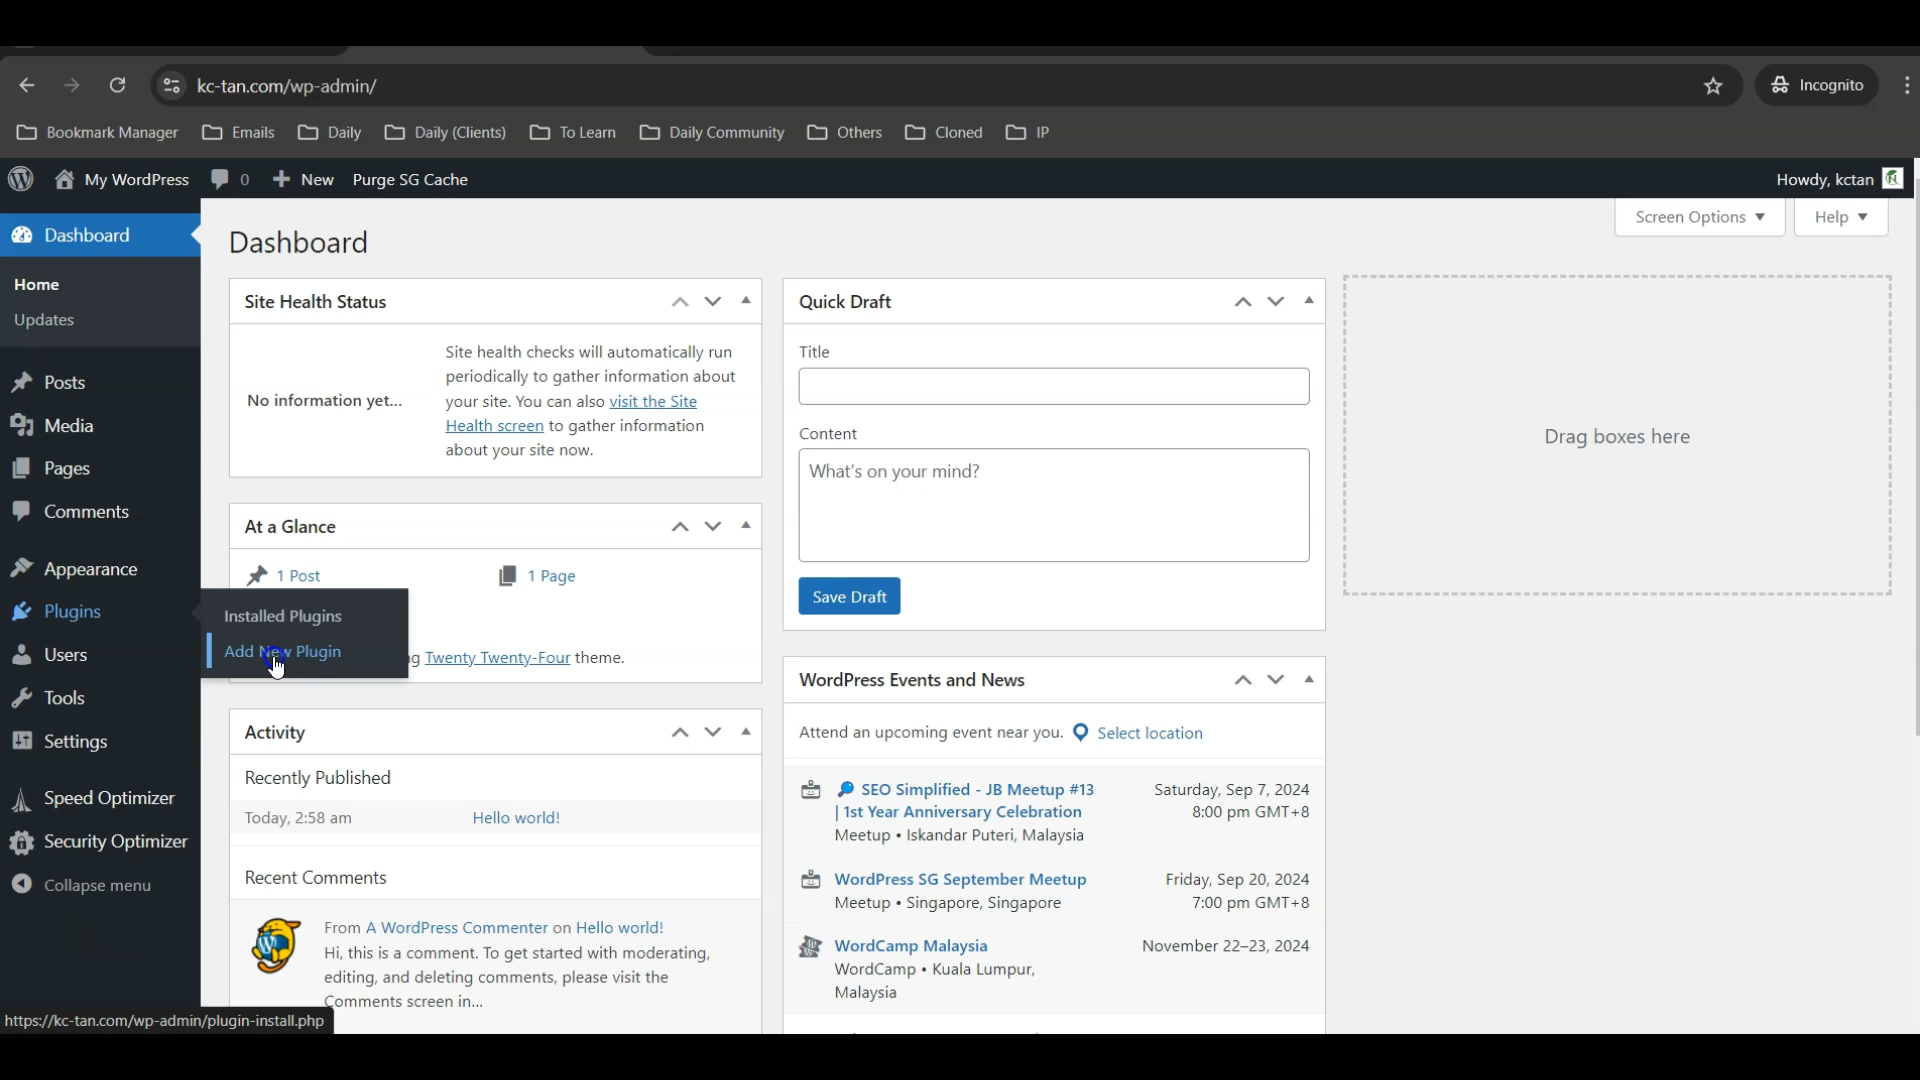 kc-tan.com/wp-admin/
Incognito
Bookmark Manager
Emails
Daily
Daily (Clients)
To Learn
Daily Community
Others
Cloned
IP
My WordPress
0
New
Purge SG Cache
Howdy, kctan
Dashboard
Home
Updates
Posts
Media
Pages
Comments
Appearance
Plugins
Users
Tools
Settings
Speed Optimizer
Security Optimizer
Collapse menu
Installed Plugins
Add New Plugin
Screen Options
Help
Dashboard
Site Health Status
No information yet...
Site health checks will automatically run
periodically to gather information about
your site. You can also visit the Site
Health screen to gather information
about your site now.
At a Glance
1 Post
1 Page
g Twenty Twenty-Four theme.
Activity
Recently Published
Today, 2:58 am
Hello world!
Recent Comments
From A WordPress Commenter on Hello world!
Hi, this is a comment. To get started with moderating,
editing, and deleting comments, please visit the
Comments screen in...
Quick Draft
Title
Content
What's on your mind?
Save Draft
WordPress Events and News
Attend an upcoming event near you. Select location
SEO Simplified - JB Meetup #13
| 1st Year Anniversary Celebration
Meetup • Iskandar Puteri, Malaysia
Saturday, Sep 7, 2024
8:00 pm GMT+8
WordPress SG September Meetup
Meetup • Singapore, Singapore
Friday, Sep 20, 2024
7:00 pm GMT+8
WordCamp Malaysia
WordCamp • Kuala Lumpur,
Malaysia
November 22–23, 2024
Drag boxes here
https://kc-tan.com/wp-admin/plugin-install.php